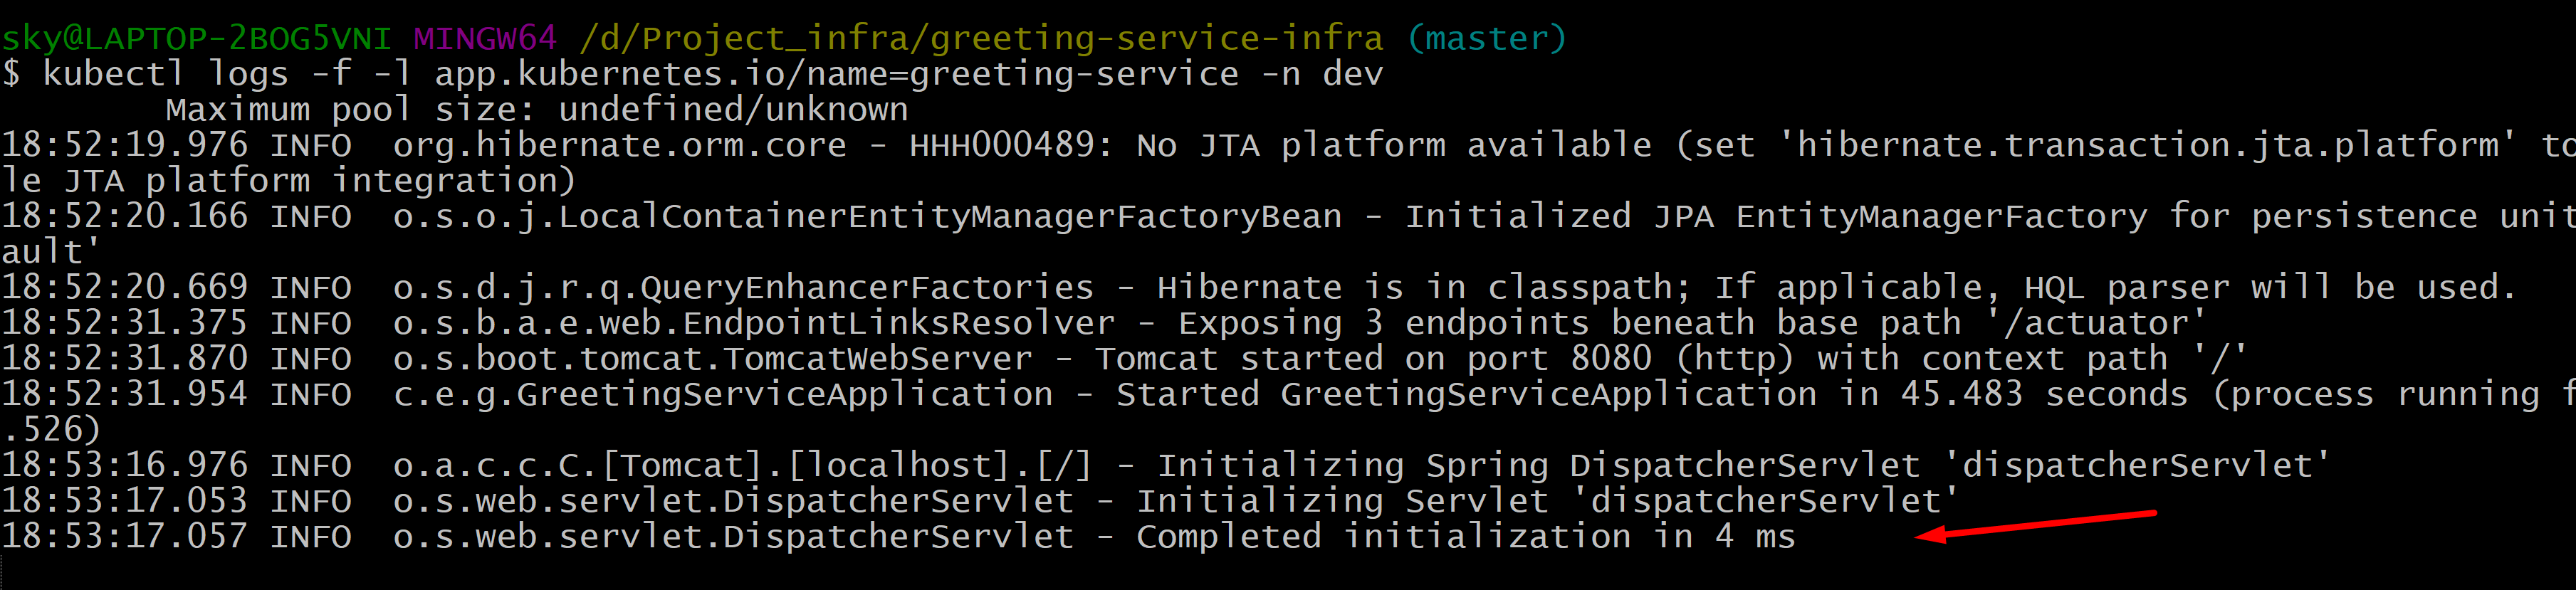 sky@LAPTOP-2BOG5VNI MINGW64 /d/Project_infra/greeting-service-infra (master)
$ kubectl logs -f -l app.kubernetes.io/name=greeting-service -n dev
        Maximum pool size: undefined/unknown
18:52:19.976 INFO  org.hibernate.orm.core - HHH000489: No JTA platform available (set 'hibernate.transaction.jta.platform' to
le JTA platform integration)
18:52:20.166 INFO  o.s.o.j.LocalContainerEntityManagerFactoryBean - Initialized JPA EntityManagerFactory for persistence unit
ault'
18:52:20.669 INFO  o.s.d.j.r.q.QueryEnhancerFactories - Hibernate is in classpath; If applicable, HQL parser will be used.
18:52:31.375 INFO  o.s.b.a.e.web.EndpointLinksResolver - Exposing 3 endpoints beneath base path '/actuator'
18:52:31.870 INFO  o.s.boot.tomcat.TomcatWebServer - Tomcat started on port 8080 (http) with context path '/'
18:52:31.954 INFO  c.e.g.GreetingServiceApplication - Started GreetingServiceApplication in 45.483 seconds (process running f
.526)
18:53:16.976 INFO  o.a.c.c.C.[Tomcat].[localhost].[/] - Initializing Spring DispatcherServlet 'dispatcherServlet'
18:53:17.053 INFO  o.s.web.servlet.DispatcherServlet - Initializing Servlet 'dispatcherServlet'
18:53:17.057 INFO  o.s.web.servlet.DispatcherServlet - Completed initialization in 4 ms